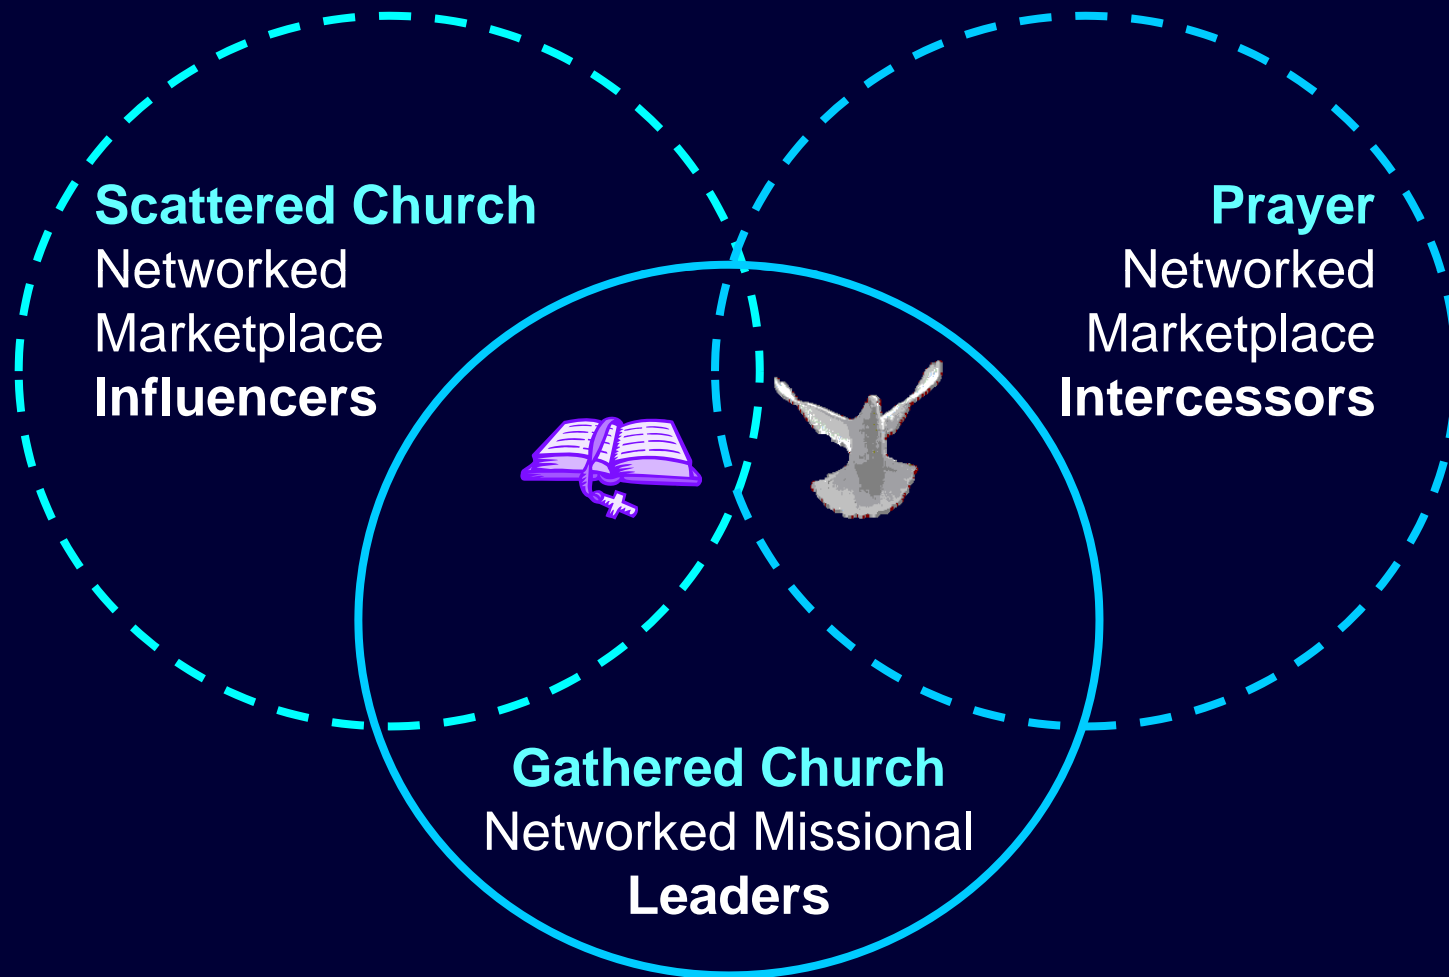 Scattered Church
Networked
Marketplace
Influencers
Prayer
Networked
Marketplace
Intercessors
Gathered Church
Networked Missional
Leaders